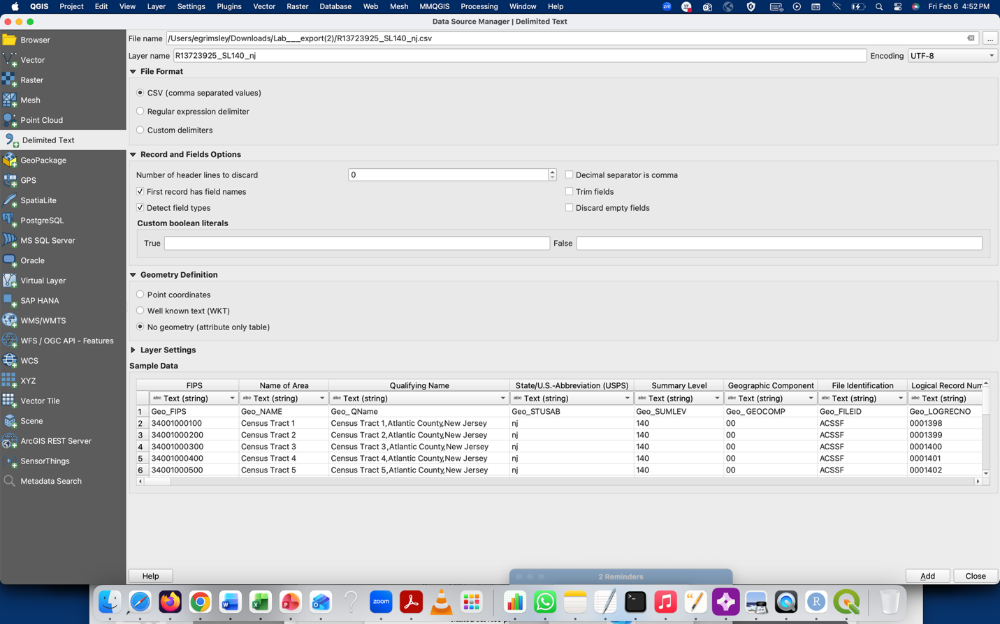 QGIS Project Edit View Layer Settings Plugins Vector Raster Database Web Mesh MMQGIS Processing Window Help zm Fri Feb 6 4:52 PM
Data Source Manager | Delimited Text
Browser
Vector
Raster
Mesh
Point Cloud
Delimited Text
GeoPackage
GPS
SpatiaLite
PostgreSQL
MS SQL Server
Oracle
Virtual Layer
SAP HANA
WMS/WMTS
WFS / OGC API - Features
WCS
XYZ
Vector Tile
Scene
ArcGIS REST Server
SensorThings
Metadata Search
File name /Users/egrimsley/Downloads/Lab___export(2)/R13723925_SL140_nj.csv ...
Layer name R13723925_SL140_nj Encoding UTF-8
File Format
CSV (comma separated values)
Regular expression delimiter
Custom delimiters
Record and Fields Options
Number of header lines to discard 0 Decimal separator is comma
First record has field names Trim fields
Detect field types Discard empty fields
Custom boolean literals
True False
Geometry Definition
Point coordinates
Well known text (WKT)
No geometry (attribute only table)
Layer Settings
Sample Data
FIPS Name of Area Qualifying Name State/U.S.-Abbreviation (USPS) Summary Level Geographic Component File Identification Logical Record Num
abc Text (string) abc Text (string) abc Text (string) abc Text (string) abc Text (string) abc Text (string) abc Text (string) abc Text (string)
1 Geo_FIPS Geo_NAME Geo_QName Geo_STUSAB Geo_SUMLEV Geo_GEOCOMP Geo_FILEID Geo_LOGRECNO
2 34001000100 Census Tract 1 Census Tract 1,Atlantic County,New Jersey nj 140 00 ACSSF 0001398
3 34001000200 Census Tract 2 Census Tract 2,Atlantic County,New Jersey nj 140 00 ACSSF 0001399
4 34001000300 Census Tract 3 Census Tract 3,Atlantic County,New Jersey nj 140 00 ACSSF 0001400
5 34001000400 Census Tract 4 Census Tract 4,Atlantic County,New Jersey nj 140 00 ACSSF 0001401
6 34001000500 Census Tract 5 Census Tract 5,Atlantic County,New Jersey nj 140 00 ACSSF 0001402
Help Add Close
2 Reminders
zoom